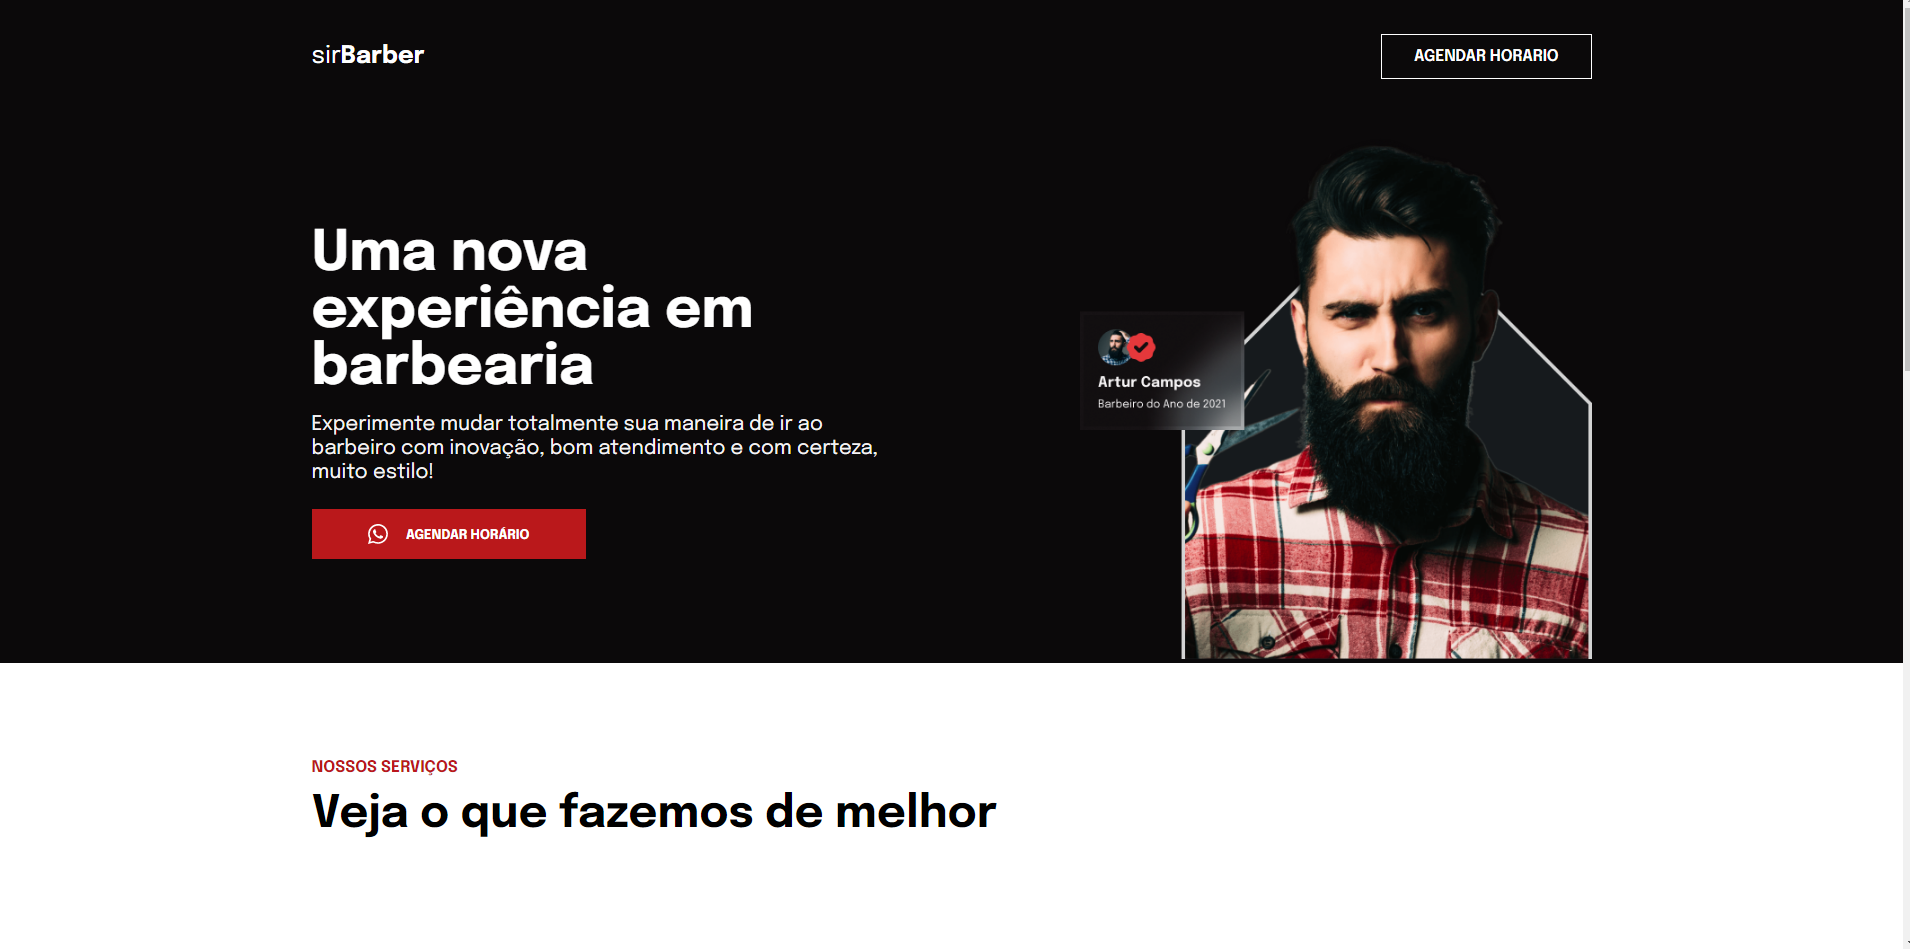 sirBarber
AGENDAR HORARIO
Uma nova
experiência em
barbearia
Experimente mudar totalmente sua maneira de ir ao
barbeiro com inovação, bom atendimento e com certeza,
muito estilo!
AGENDAR HORÁRIO
Artur Campos
Barbeiro do Ano de 2021
NOSSOS SERVIÇOS
Veja o que fazemos de melhor